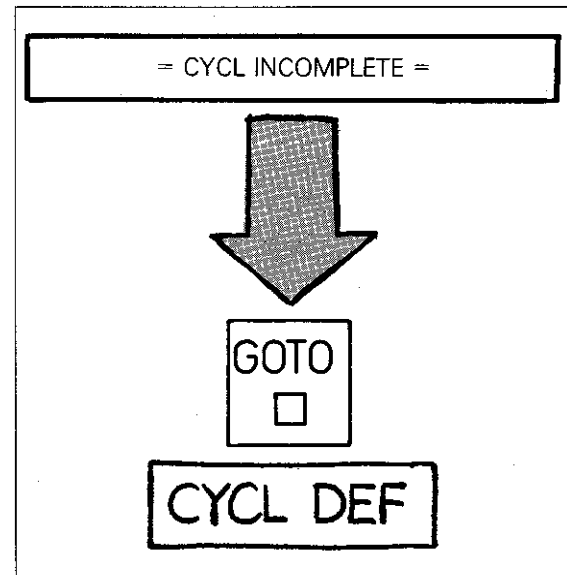 = CYCL INCOMPLETE =
GOTO
CYCL DEF